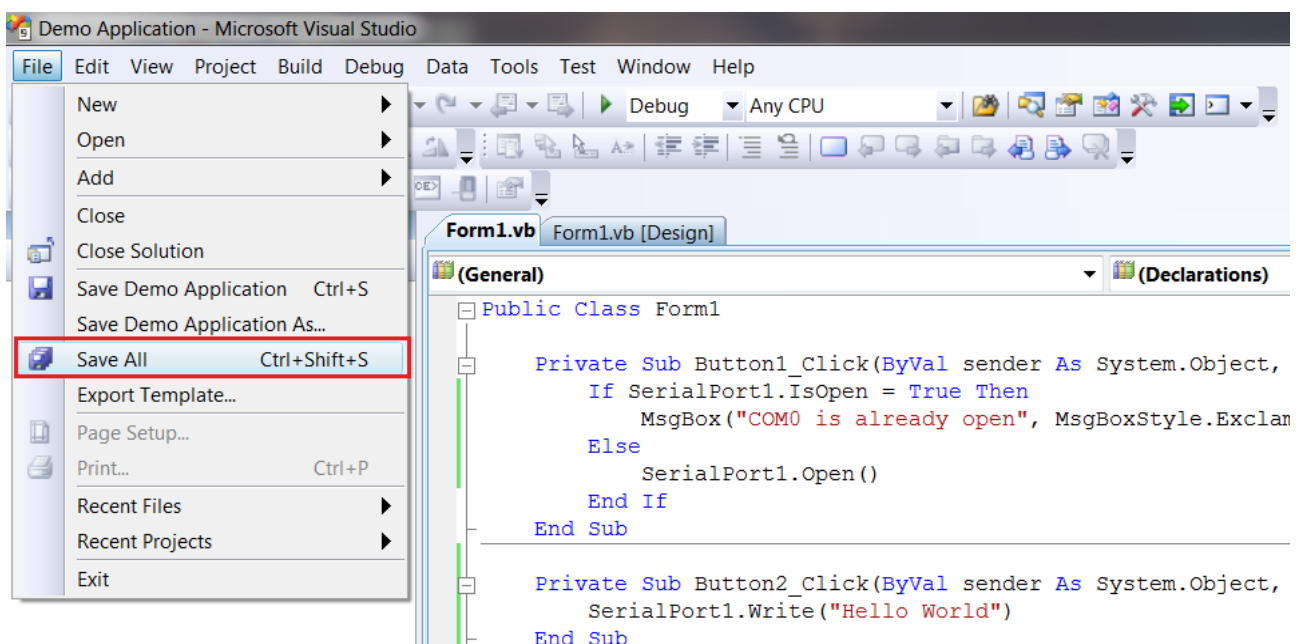 Demo Application - Microsoft Visual Studio
File Edit View Project Build Debug Data Tools Test Window Help
New
Open
Add
Close
Close Solution
Save Demo Application Ctrl+S
Save Demo Application As...
Save All Ctrl+Shift+S
Export Template...
Page Setup...
Print... Ctrl+P
Recent Files
Recent Projects
Exit
Debug Any CPU
Form1.vb Form1.vb [Design]
(General) (Declarations)
Public Class Form1
Private Sub Button1_Click(ByVal sender As System.Object,
If SerialPort1.IsOpen = True Then
MsgBox("COM0 is already open", MsgBoxStyle.Exclam
Else
SerialPort1.Open()
End If
End Sub
Private Sub Button2_Click(ByVal sender As System.Object,
SerialPort1.Write("Hello World")
End Sub